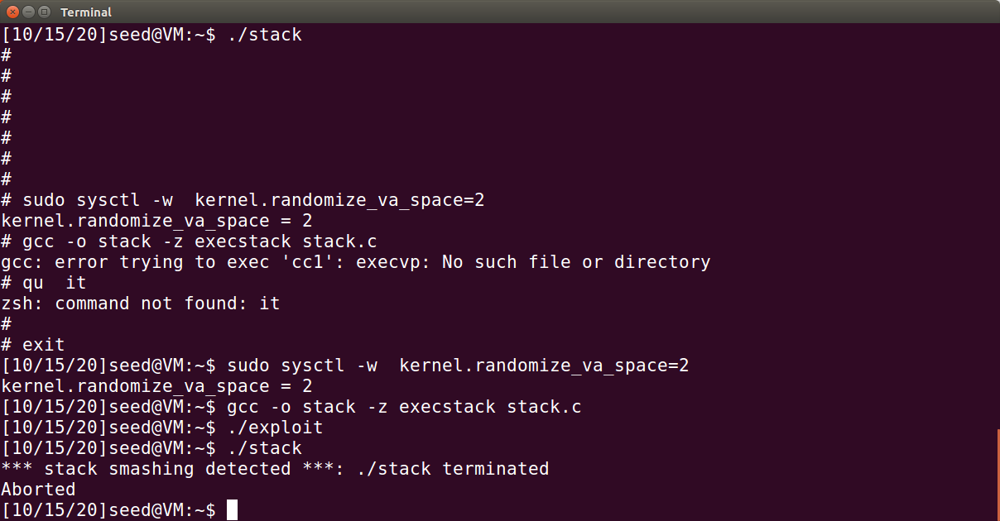 Terminal
[10/15/20]seed@VM:~$ ./stack
#
#
#
#
#
#
#
# sudo sysctl -w  kernel.randomize_va_space=2
kernel.randomize_va_space = 2
# gcc -o stack -z execstack stack.c
gcc: error trying to exec 'cc1': execvp: No such file or directory
# qu  it
zsh: command not found: it
#
# exit
[10/15/20]seed@VM:~$ sudo sysctl -w  kernel.randomize_va_space=2
kernel.randomize_va_space = 2
[10/15/20]seed@VM:~$ gcc -o stack -z execstack stack.c
[10/15/20]seed@VM:~$ ./exploit
[10/15/20]seed@VM:~$ ./stack
*** stack smashing detected ***: ./stack terminated
Aborted
[10/15/20]seed@VM:~$